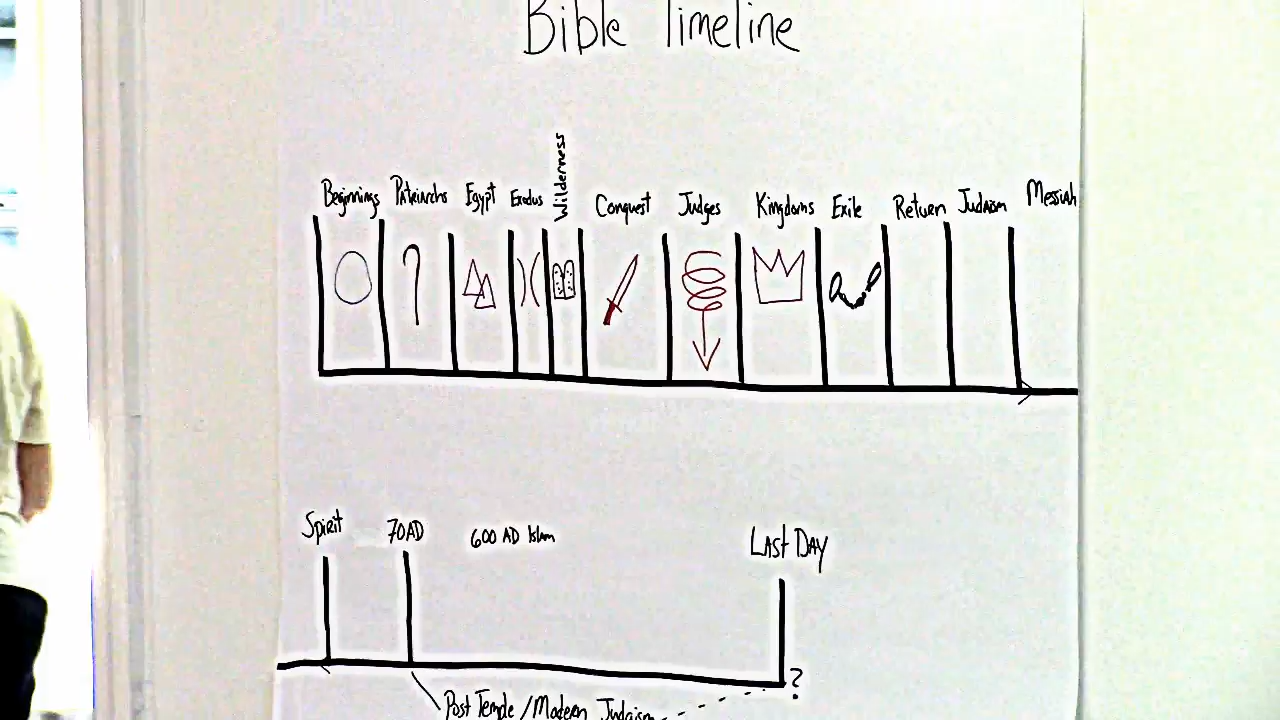 Bible Timeline
Wilderness
Beginnings Patriarchs Egypt Exodus Conquest Judges Kingdoms Exile Return Judaism Messiah
Spirit 70AD 600 AD Islam LAST DAY
?
Post Temple/Modern Judaism